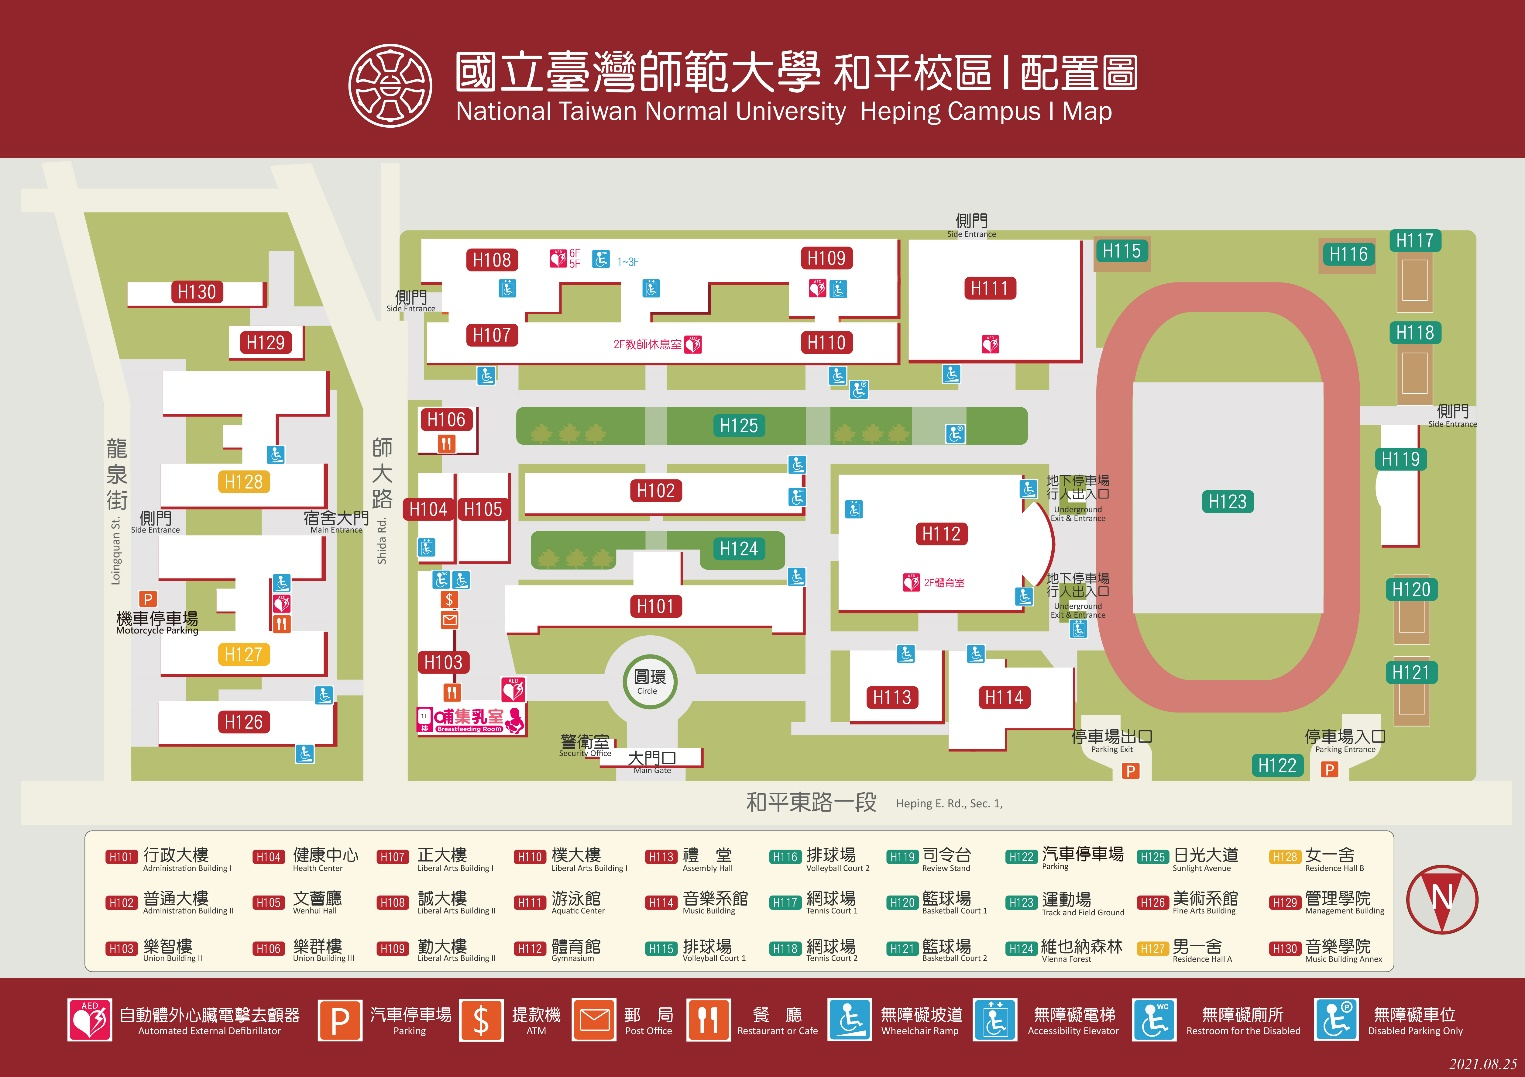 國立臺灣師範大學 和平校區 I 配置圖
National Taiwan Normal University Heping Campus I Map
側門
Side Entrance
H108
6F
5F
1~3F
H109
H111
H115
H116
H117
H130
側門
Side Entrance
H129
H107
2F教師休息室
H110
H118
H106
H125
側門
Side Entrance
龍泉街
Loingquan St.
師大路
Shida Rd.
H128
H104
H105
H102
H119
地下停車場
行人出入口
Underground
Exit & Entrance
H123
側門
Side Entrance
宿舍大門
Main Entrance
H124
H112
2F體育室
H101
地下停車場
行人出入口
Underground
Exit & Entrance
H120
P
機車停車場
Motorcycle Parking
$
H127
H103
圓環
Circle
H113
H114
H121
H126
AED
哺集乳室
Breastfeeding Room
警衛室
Security Office
大門口
Main Gate
停車場出口
Parking Exit
P
H122
停車場入口
Parking Entrance
P
和平東路一段 Heping E. Rd., Sec. 1,
H101 行政大樓 Administration Building I
H104 健康中心 Health Center
H107 正大樓 Liberal Arts Building I
H110 樸大樓 Liberal Arts Building I
H113 禮 堂 Assembly Hall
H116 排球場 Volleyball Court 2
H119 司令台 Review Stand
H122 汽車停車場 Parking
H125 日光大道 Sunlight Avenue
H128 女一舍 Residence Hall B
H102 普通大樓 Administration Building II
H105 文薈廳 Wenhui Hall
H108 誠大樓 Liberal Arts Building II
H111 游泳館 Aquatic Center
H114 音樂系館 Music Building
H117 網球場 Tennis Court 1
H120 籃球場 Basketball Court 1
H123 運動場 Track and Field Ground
H126 美術系館 Fine Arts Building
H129 管理學院 Management Building
H103 樂智樓 Union Building II
H106 樂群樓 Union Building III
H109 勤大樓 Liberal Arts Building II
H112 體育館 Gymnasium
H115 排球場 Volleyball Court 1
H118 網球場 Tennis Court 2
H121 籃球場 Basketball Court 2
H124 維也納森林 Vienna Forest
H127 男一舍 Residence Hall A
H130 音樂學院 Music Building Annex
N
AED 自動體外心臟電擊去顫器
Automated External Defibrillator
P 汽車停車場
Parking
$ 提款機
ATM
郵 局
Post Office
餐 廳
Restaurant or Cafe
無障礙坡道
Wheelchair Ramp
無障礙電梯
Accessibility Elevator
WC 無障礙廁所
Restroom for the Disabled
P 無障礙車位
Disabled Parking Only
2021.08.25